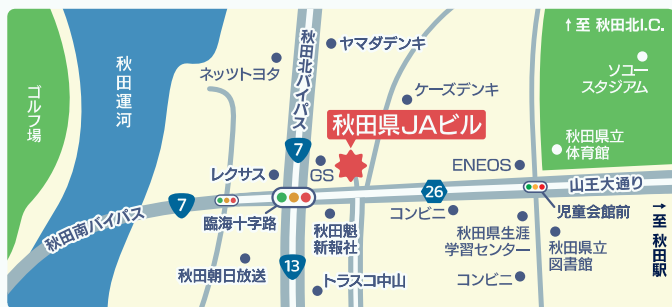 ↑至 秋田北I.C.
秋田北バイパス
ヤマダデンキ
秋田運河
ネッツトヨタ
ソユー
スタジアム
ゴルフ場
ケーズデンキ
秋田県JAビル
秋田県立
体育館
7
GS
レクサス
ENEOS
26
山王大通り
7
臨海十字路
コンビニ
児童会館前
秋田南バイパス
秋田魁
新報社
秋田県生涯
学習センター
秋田県立
図書館
→至 秋田駅
秋田朝日放送
13
トラスコ中山
コンビニ